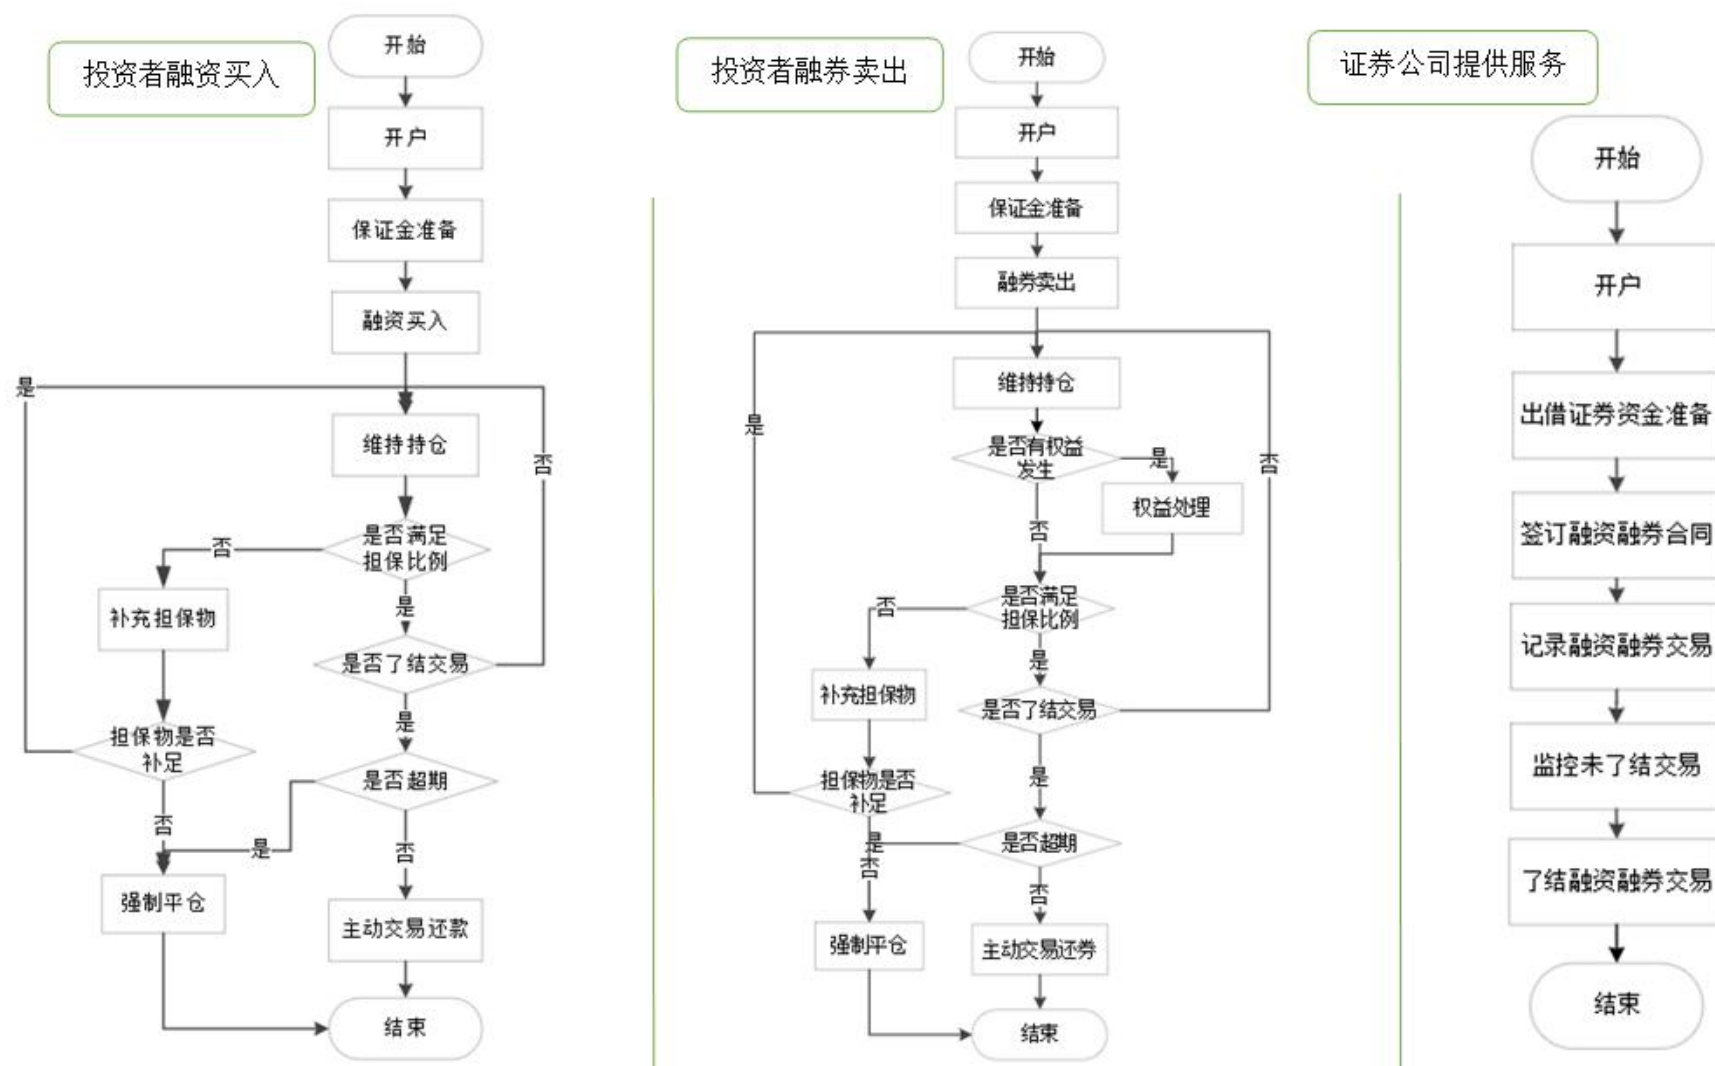 投资者融资买入
开始
开户
保证金准备
融资买入
是
维持持仓
否
是否满足
担保比例
否
是
补充担保物
是否了结交易
担保物是否
补足
是
是否超期
否
是
否
强制平仓
主动交易还款
结束
投资者融券卖出
开始
开户
保证金准备
融券卖出
维持持仓
是
是否有权益
发生
是
否
权益处理
否
是否满足
担保比例
否
是
补充担保物
是否了结交易
担保物是否
补足
是
是否超期
是
否
否
强制平仓
主动交易还券
结束
证券公司提供服务
开始
开户
出借证券资金准备
签订融资融券合同
记录融资融券交易
监控未了结交易
了结融资融券交易
结束